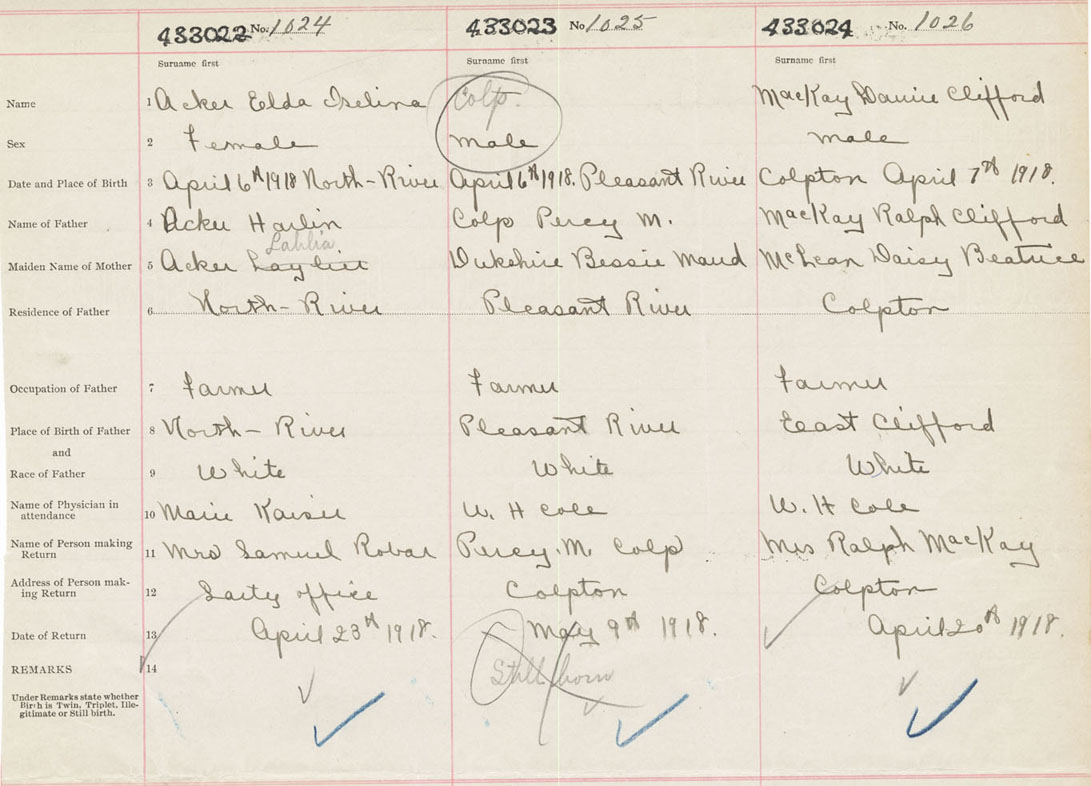 433022 No. 1024 433023 No 1025 433024 No. 1026
Surname first Surname first Surname first
Name 1 Acker Elda Iselina Colp. MacKay Dannie Clifford
Sex 2 Female Male Male
Date and Place of Birth 3 April 6th 1918 North-River April 6th 1918. Pleasant River Colpton April 7th 1918.
Name of Father 4 Acker Harlin Colp Percy M. MacKay Ralph Clifford
Lahlia
Maiden Name of Mother 5 Acker Dukshire Bessie Maud McLean Daisy Beatrice
Residence of Father 6 North-River Pleasant River Colpton
Occupation of Father 7 Farmer Farmer Farmer
Place of Birth of Father 8 North-River Pleasant River East Clifford
and
Race of Father 9 White White White
Name of Physician in
attendance 10 Marie Kaiser W. H Cole W. H Cole
Name of Person making
Return 11 Mrs Samuel Robar Percy. M. Colp Mrs Ralph MacKay
Address of Person mak-
ing Return 12 office Colpton Colpton
Date of Return 13 April 23th 1918. May 9th 1918. April 20th 1918.
REMARKS 14 Still born
Under Remarks state whether
Birth is Twin, Triplet, Ille-
gitimate or Still birth.